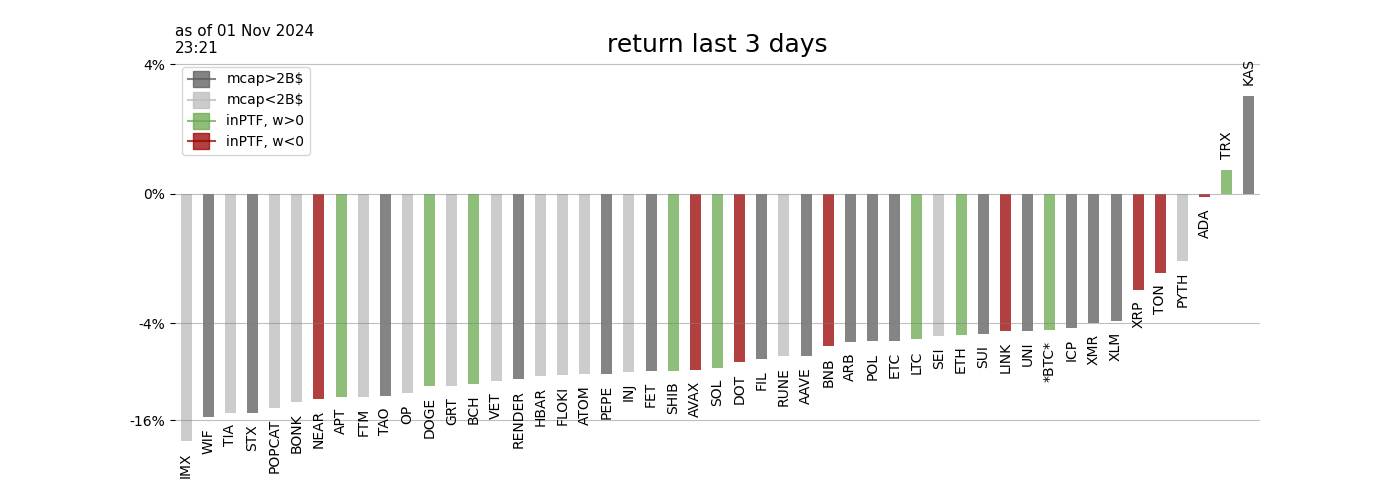 as of 01 Nov 2024
23:21
return last 3 days
4%
0%
-4%
-16%
mcap>2B$
mcap<2B$
inPTF, w>0
inPTF, w<0
IMX
WIF
TIA
STX
POPCAT
BONK
NEAR
APT
FTM
TAO
OP
DOGE
GRT
BCH
VET
RENDER
HBAR
FLOKI
ATOM
PEPE
INJ
FET
SHIB
AVAX
SOL
DOT
FIL
RUNE
AAVE
BNB
ARB
POL
ETC
LTC
SEI
ETH
SUI
LINK
UNI
*BTC*
ICP
XMR
XLM
XRP
TON
PYTH
ADA
TRX
KAS